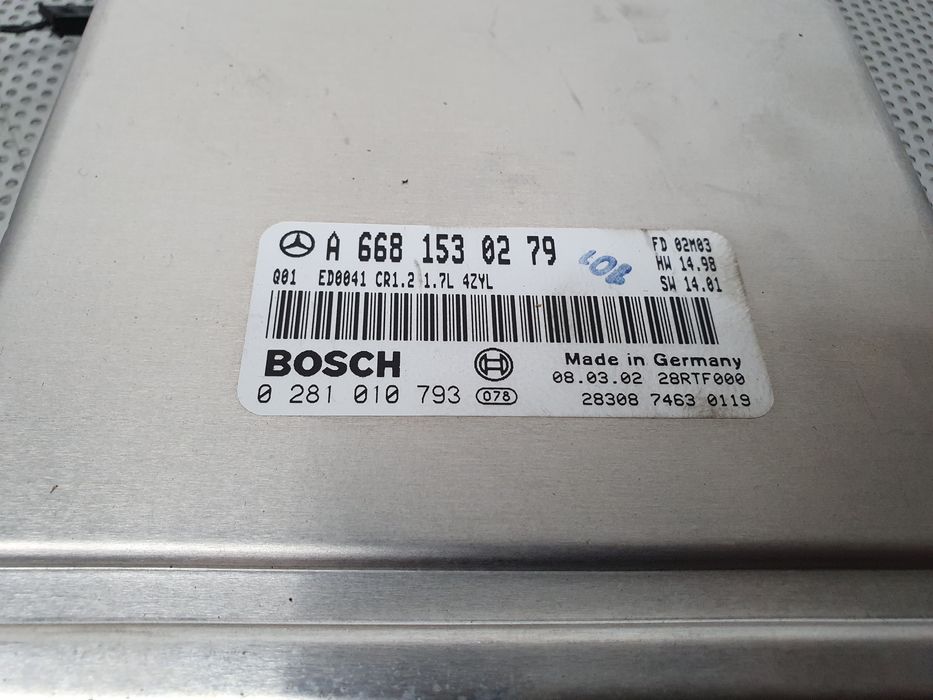 A 668 153 02 79
FD 02M03
HW 14.98
SW 14.01
Q01 ED0041 CR1.2 1.7L 4ZYL
BOSCH
Made in Germany
08.03.02 28RTF000
0 281 010 793 078
28308 7463 0119